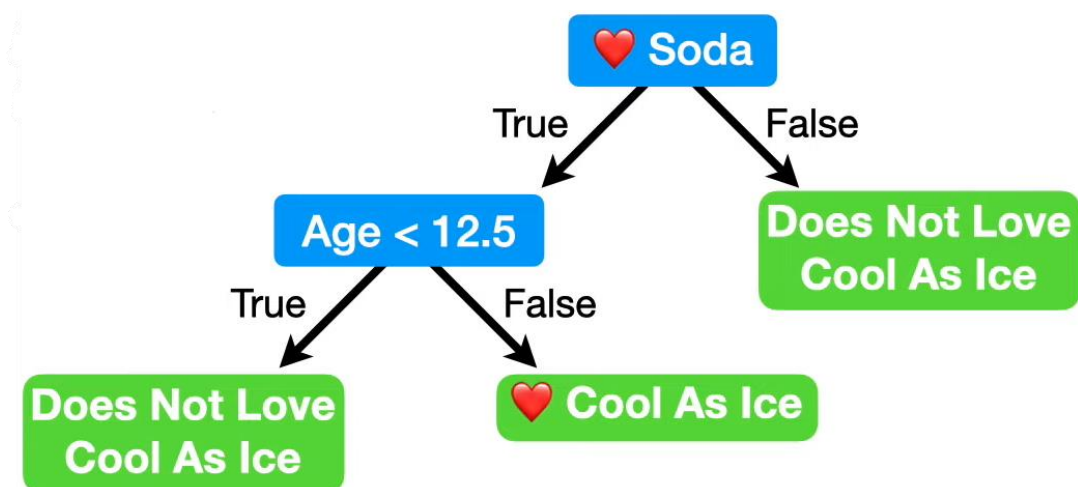 ❤️ Soda
True
False
Age < 12.5
Does Not Love
Cool As Ice
True
False
Does Not Love
Cool As Ice
❤️ Cool As Ice